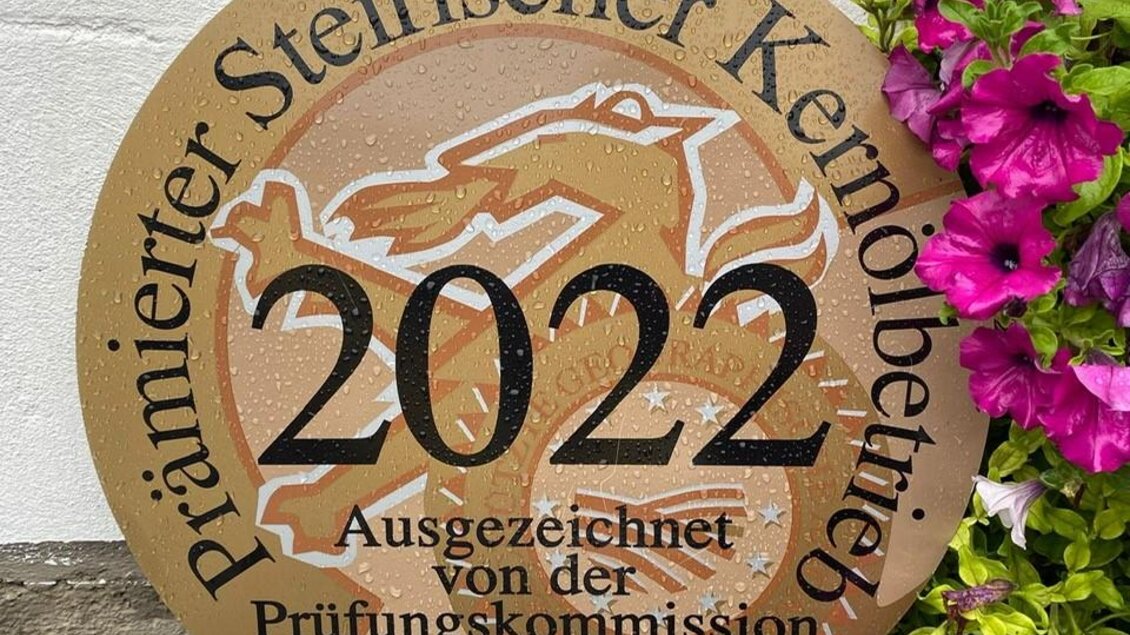 Prämierter Steirischer Kernölbetrieb
2022
Ausgezeichnet
von der
Prüfungskommission